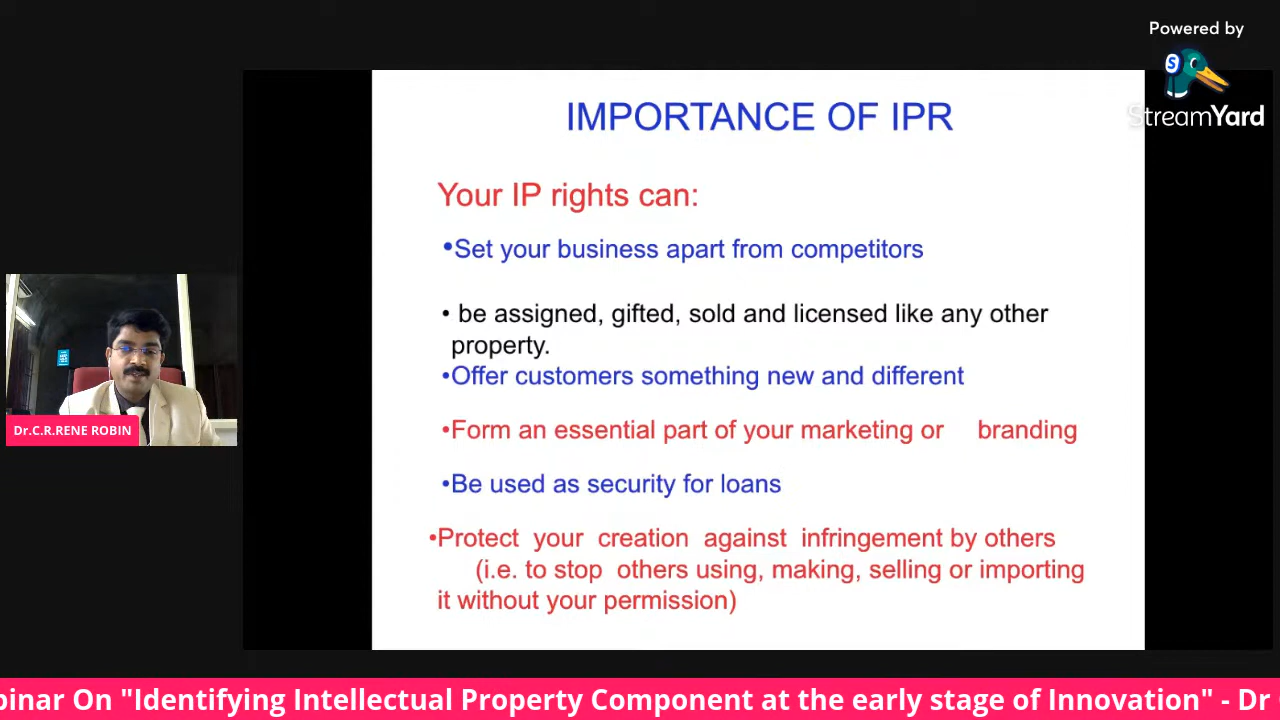 Powered by
S
StreamYard
IMPORTANCE OF IPR
Your IP rights can:
•Set your business apart from competitors
• be assigned, gifted, sold and licensed like any other
property.
•Offer customers something new and different
•Form an essential part of your marketing or branding
•Be used as security for loans
•Protect your creation against infringement by others
(i.e. to stop others using, making, selling or importing
it without your permission)
Dr.C.R.RENE ROBIN
binar On "Identifying Intellectual Property Component at the early stage of Innovation" - Dr